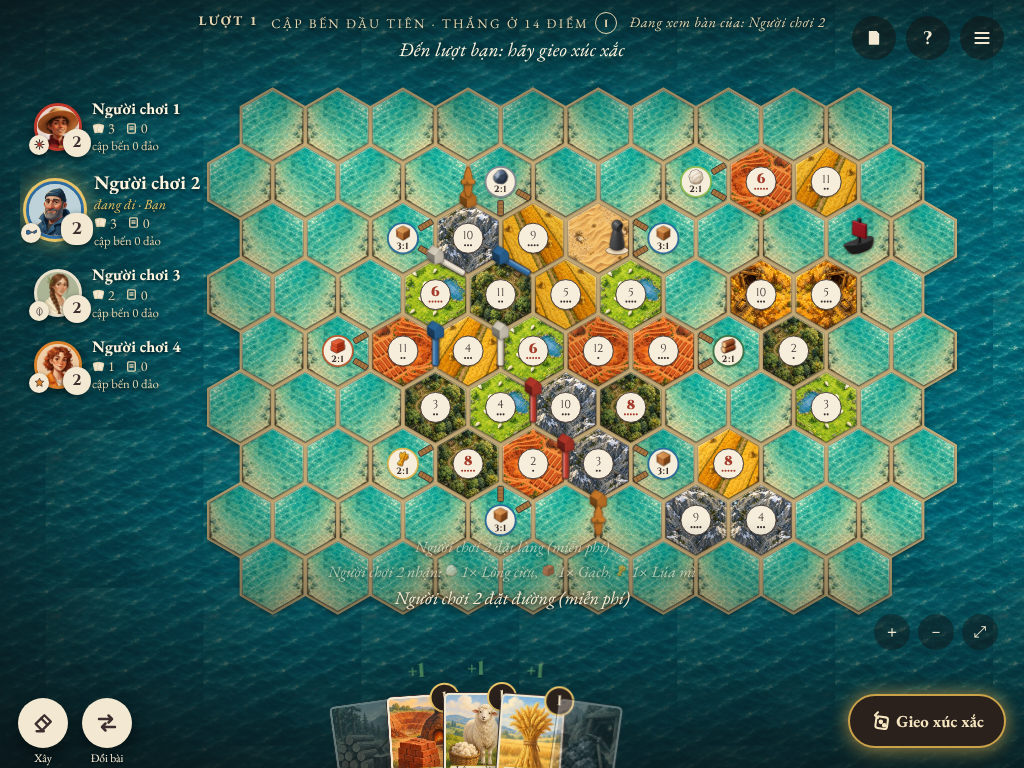 LƯỢT 1 CẬP BẾN ĐẦU TIÊN · THẮNG Ở 14 ĐIỂM I Đang xem bàn của: Người chơi 2
Đến lượt bạn: hãy gieo xúc xắc
?
Người chơi 1
3 0
2
cập bến 0 đảo
Người chơi 2
đang đi · Bạn
3 0
2
cập bến 0 đảo
Người chơi 3
2 0
2
cập bến 0 đảo
Người chơi 4
1 0
2
cập bến 0 đảo
2:1 2:1 6 11
3:1 10 9 3:1
6 11 5 5 10 5
2:1 11 4 6 12 9 2:1 2
3 4 10 8 3
2:1 8 2 3 3:1 8
3:1 9 4
Người chơi 2 đặt làng (miễn phí)
Người chơi 2 nhận: 1× Lông cừu, 1× Gạch, 1× Lúa mì
Người chơi 2 đặt đường (miễn phí)
+ −
+1 +1 +1
Xây
Đổi bài
Gieo xúc xắc